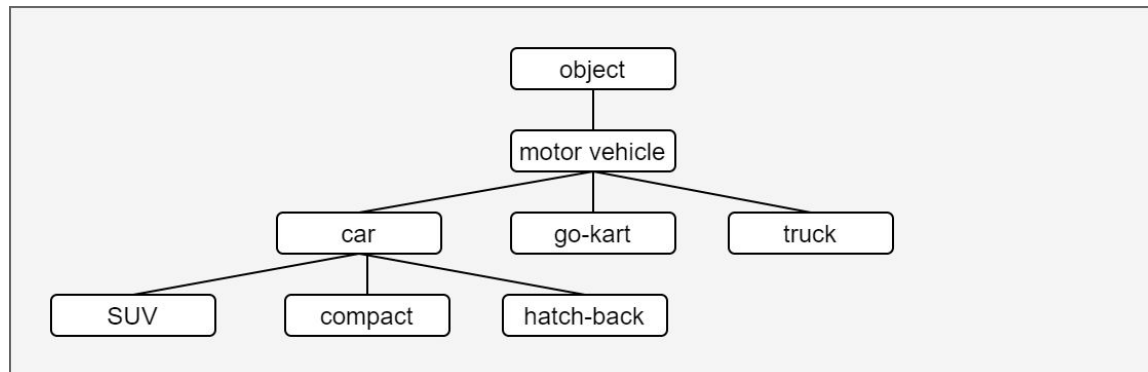 object
motor vehicle
car
go-kart
truck
SUV
compact
hatch-back